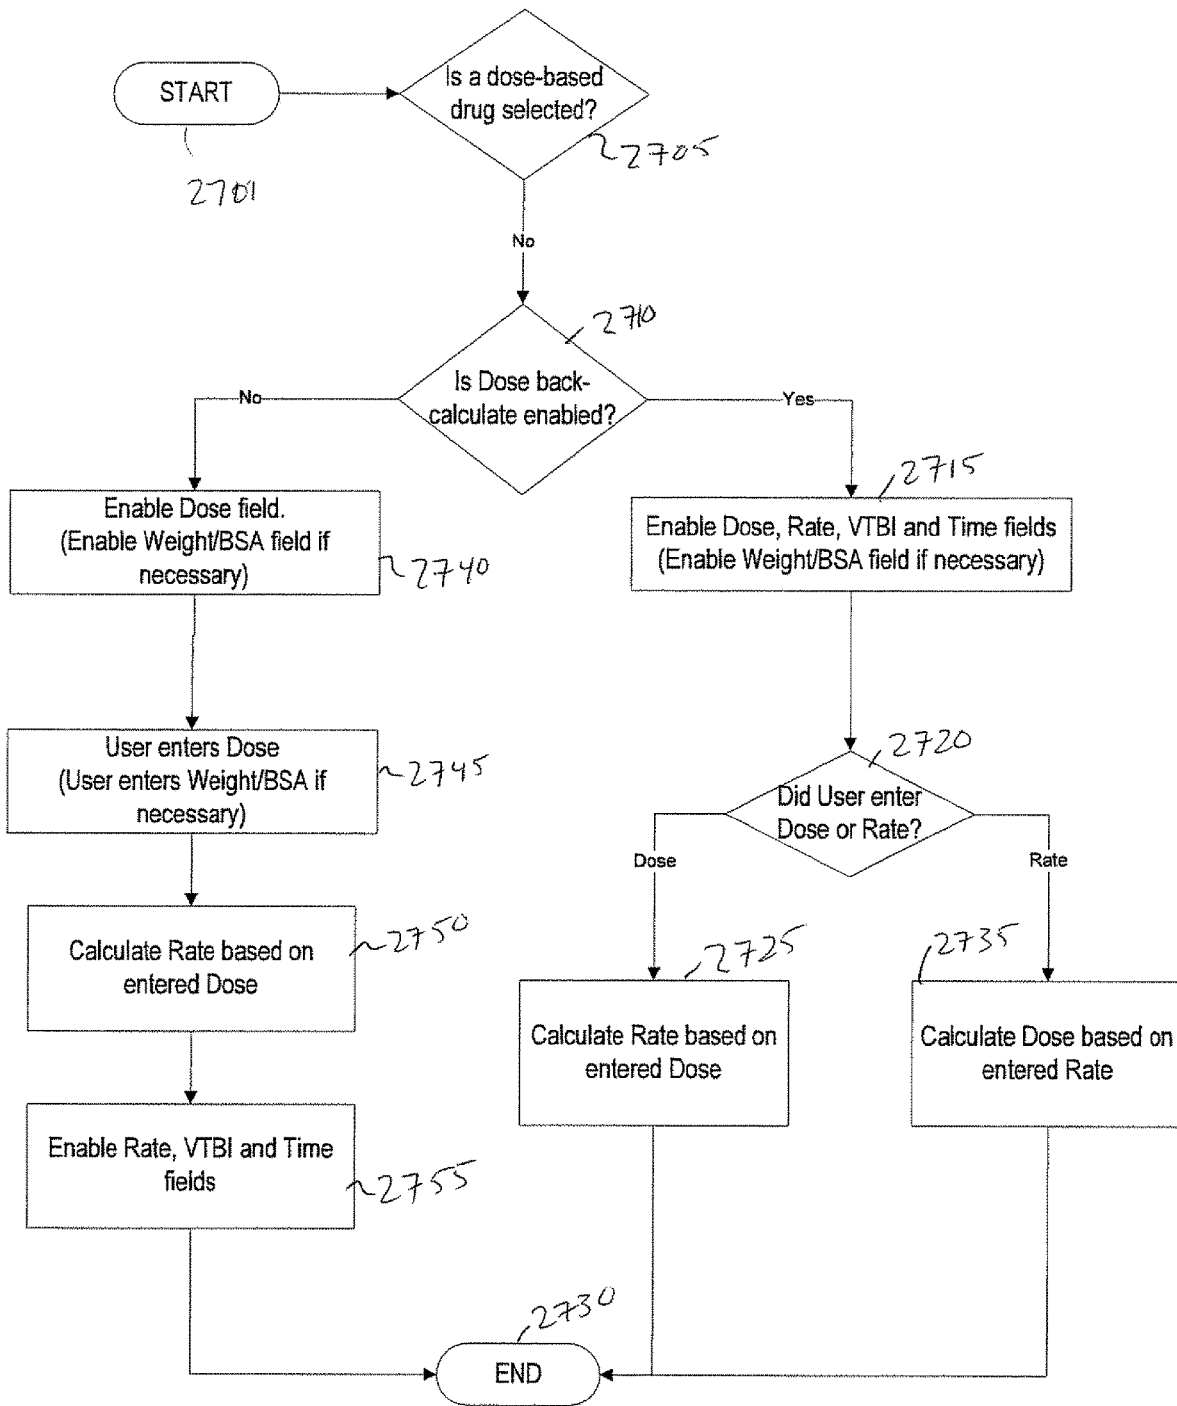 START
2701
Is a dose-based
drug selected?
2705
No
2710
Is Dose back-
calculate enabled?
No
Yes
Enable Dose field.
(Enable Weight/BSA field if
necessary)
2740
2715
Enable Dose, Rate, VTBI and Time fields
(Enable Weight/BSA field if necessary)
User enters Dose
(User enters Weight/BSA if
necessary)
2745
2720
Did User enter
Dose or Rate?
Dose
Rate
Calculate Rate based on
entered Dose
2750
2725
Calculate Rate based on
entered Dose
2735
Calculate Dose based on
entered Rate
Enable Rate, VTBI and Time
fields
2755
2730
END